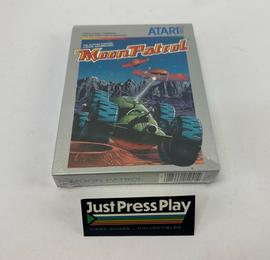 ATARI
Moon Patrol
MOON PATROL
Just Press Play
VIDEO GAMES • COLLECTIBLES